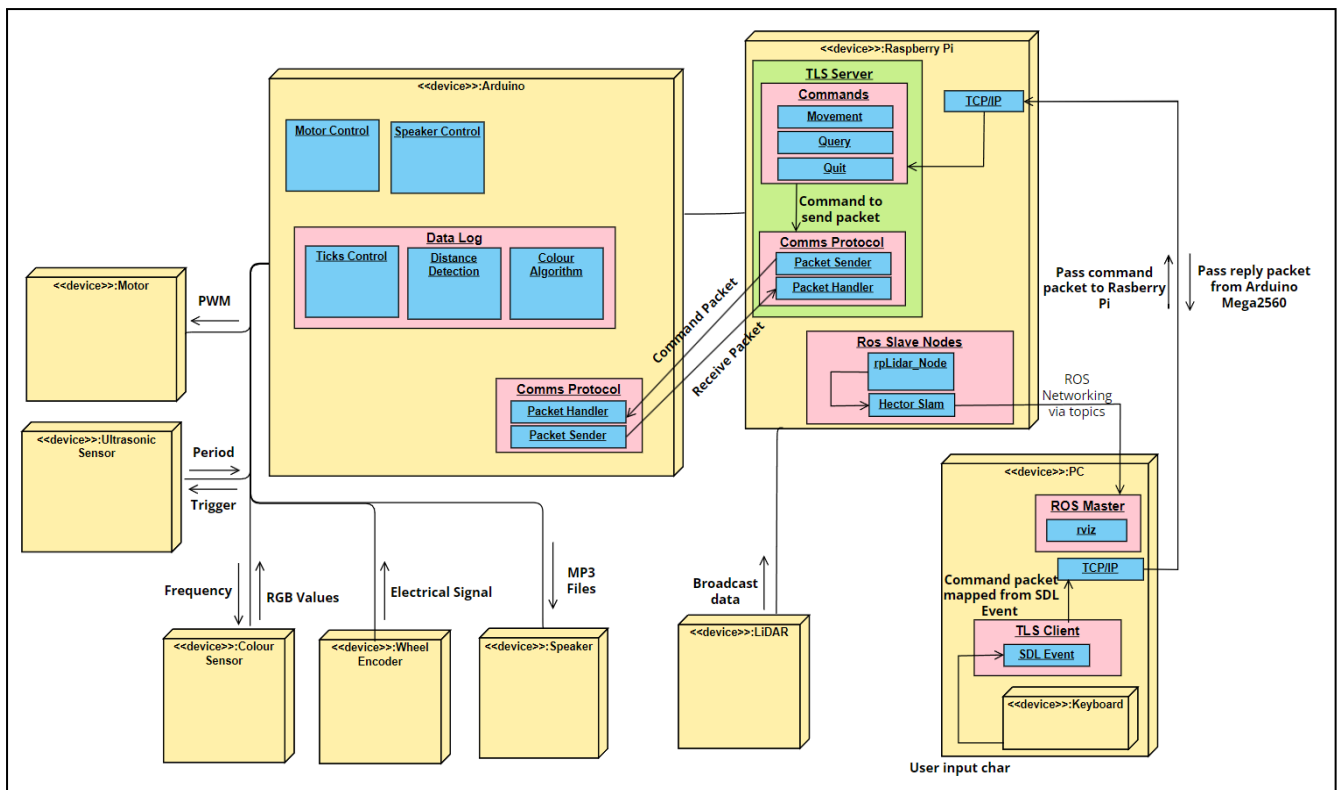 <<device>>:Raspberry Pi
TLS Server
Commands
Movement
Query
Quit
TCP/IP
Command to
send packet
Comms Protocol
Packet Sender
Packet Handler
Ros Slave Nodes
rpLidar_Node
Hector Slam
<<device>>:Arduino
Motor Control
Speaker Control
Data Log
Ticks Control
Distance
Detection
Colour
Algorithm
Comms Protocol
Packet Handler
Packet Sender
Command Packet
Receive Packet
Pass command
packet to Rasberry
Pi
Pass reply packet
from Arduino
Mega2560
ROS
Networking
via topics
<<device>>:Motor
PWM
<<device>>:Ultrasonic
Sensor
Period
Trigger
Frequency
RGB Values
Electrical Signal
MP3
Files
Broadcast
data
<<device>>:Colour
Sensor
<<device>>:Wheel
Encoder
<<device>>:Speaker
<<device>>:LiDAR
<<device>>:PC
ROS Master
rviz
TCP/IP
Command packet
mapped from SDL
Event
TLS Client
SDL Event
<<device>>:Keyboard
User input char